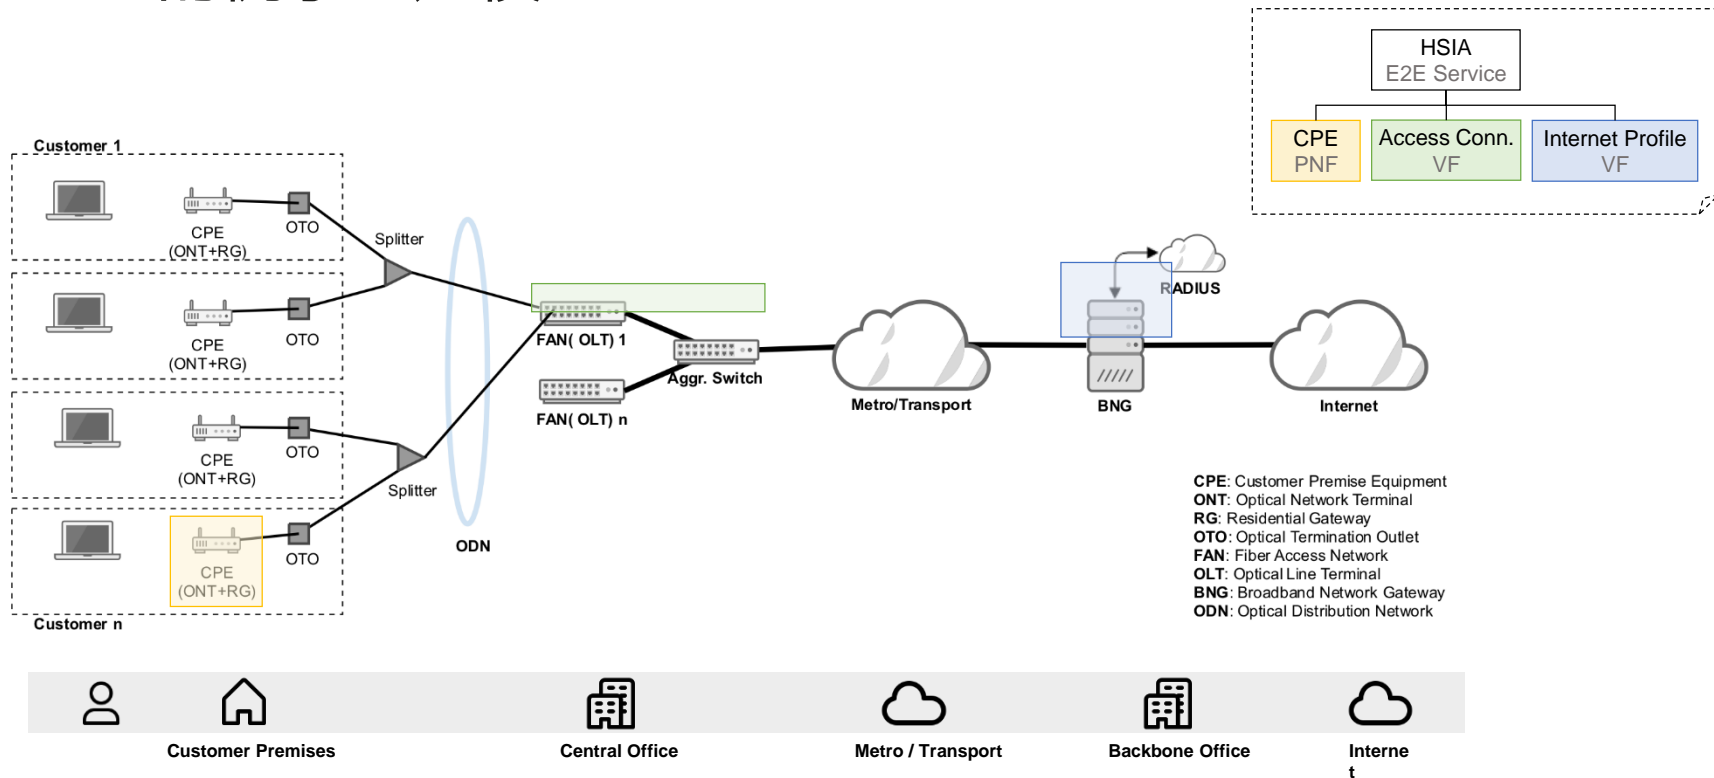 HSIA
E2E Service
CPE
PNF
Access Conn.
VF
Internet Profile
VF
Customer 1
CPE
(ONT+RG)
OTO
Splitter
CPE
(ONT+RG)
OTO
RADIUS
FAN( OLT) 1
Aggr. Switch
FAN( OLT) n
Metro/Transport
BNG
Internet
CPE
(ONT+RG)
OTO
Splitter
CPE
(ONT+RG)
OTO
ODN
Customer n
CPE: Customer Premise Equipment
ONT: Optical Network Terminal
RG: Residential Gateway
OTO: Optical Termination Outlet
FAN: Fiber Access Network
OLT: Optical Line Terminal
BNG: Broadband Network Gateway
ODN: Optical Distribution Network
Customer Premises
Central Office
Metro / Transport
Backbone Office
Interne
t